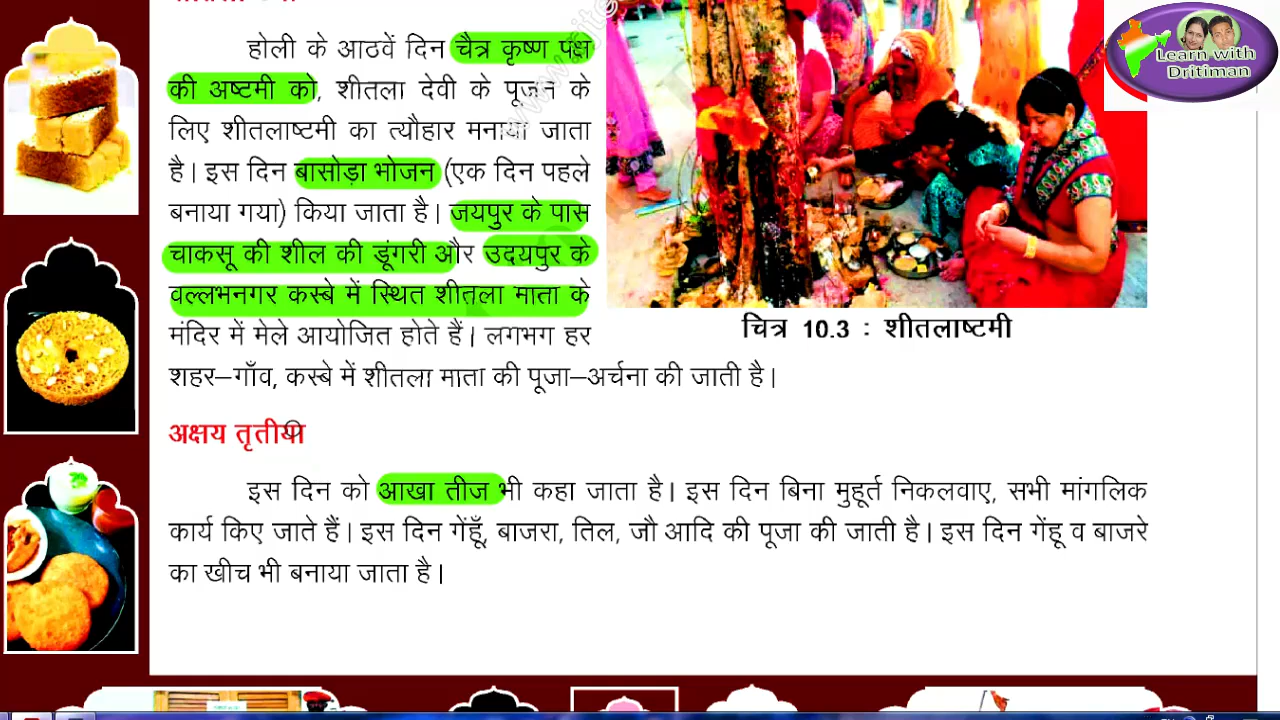 होली के आठवें दिन चैत्र कृष्ण पक्ष
की अष्टमी को, शीतला देवी के पूजन के
लिए शीतलाष्टमी का त्यौहार मनाया जाता
है। इस दिन बासोड़ा भोजन (एक दिन पहले
बनाया गया) किया जाता है। जयपुर के पास
चाकसू की शील की डूंगरी और उदयपुर के
वल्लभनगर कस्बे में स्थित शीतला माता के
मंदिर में मेले आयोजित होते हैं। लगभग हर
शहर–गाँव, कस्बे में शीतला माता की पूजा–अर्चना की जाती है।
चित्र 10.3 : शीतलाष्टमी
अक्षय तृतीया
इस दिन को आखा तीज भी कहा जाता है। इस दिन बिना मुहूर्त निकलवाए, सभी मांगलिक
कार्य किए जाते हैं। इस दिन गेंहूँ, बाजरा, तिल, जौ आदि की पूजा की जाती है। इस दिन गेंहू व बाजरे
का खीच भी बनाया जाता है।
Learn with
Dritiman